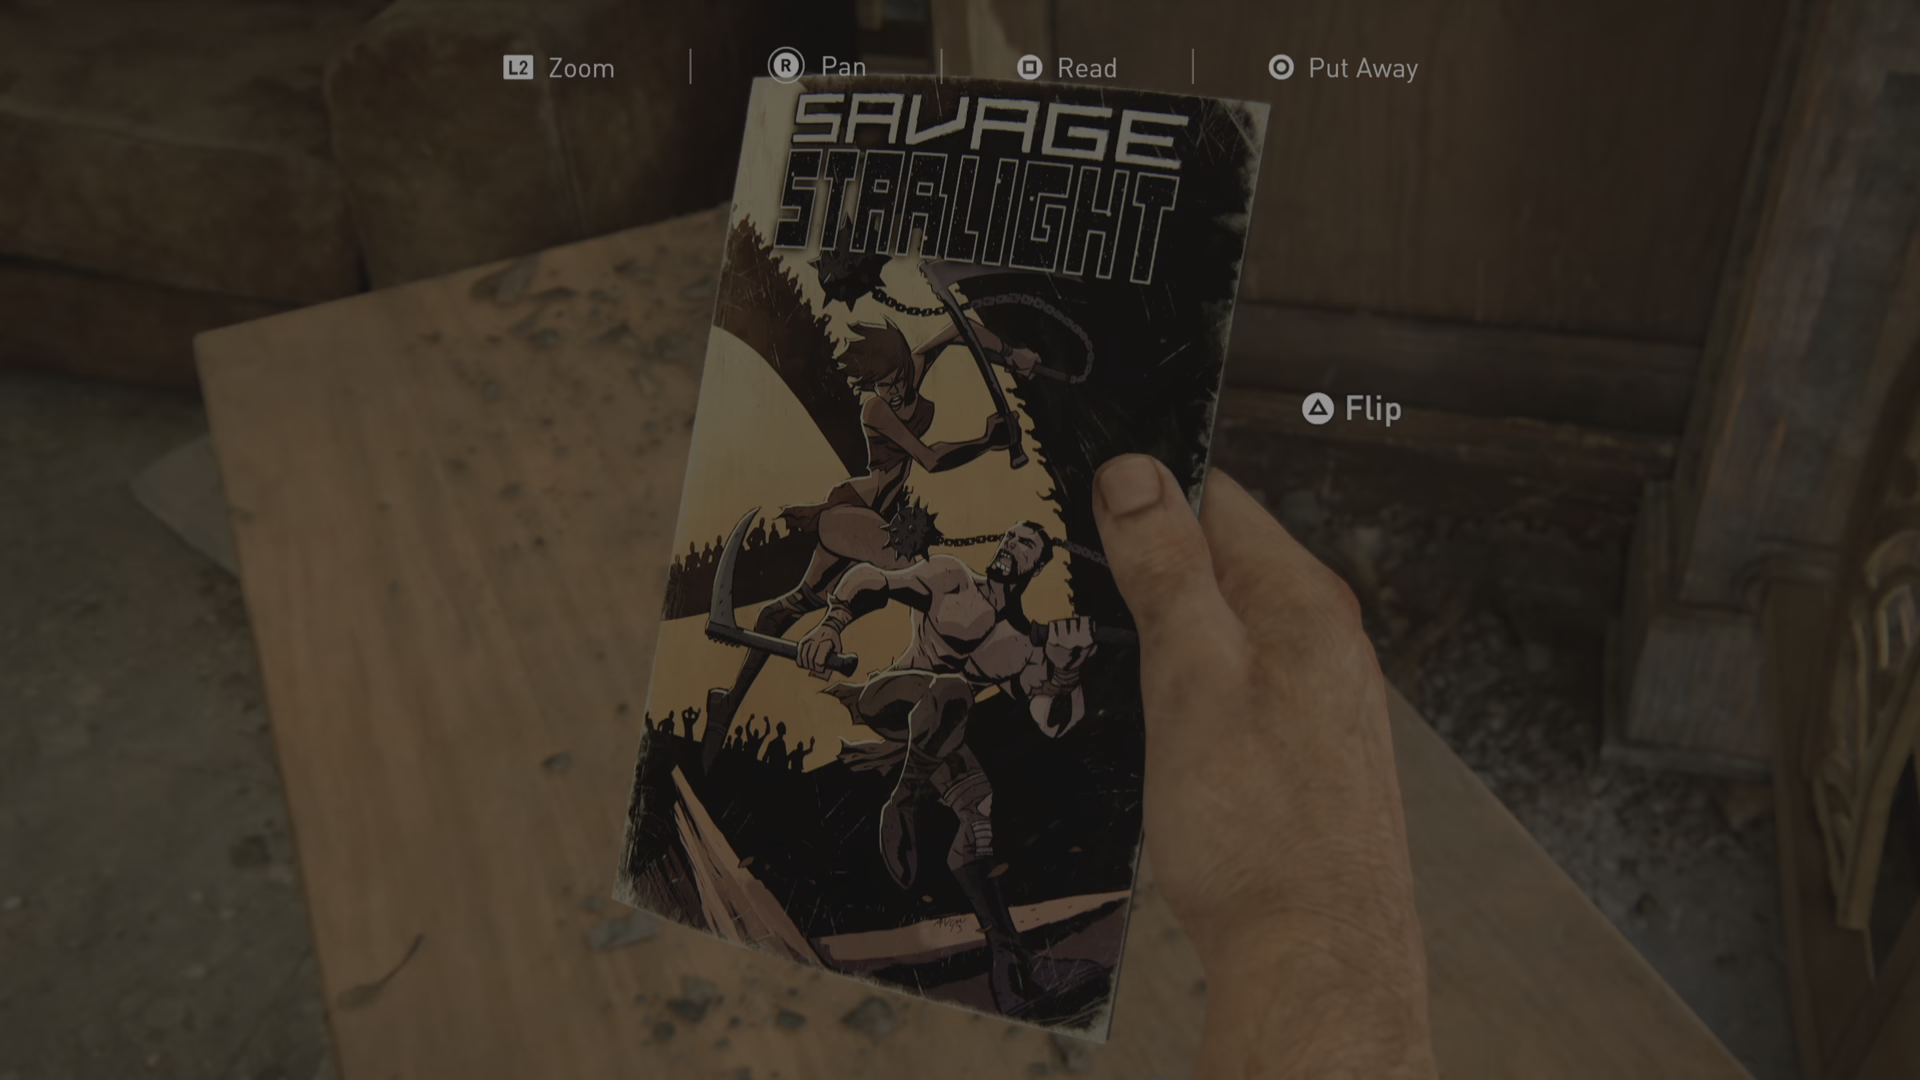 L2 Zoom
R Pan
Read
Put Away
SAVAGE
STARLIGHT
Flip